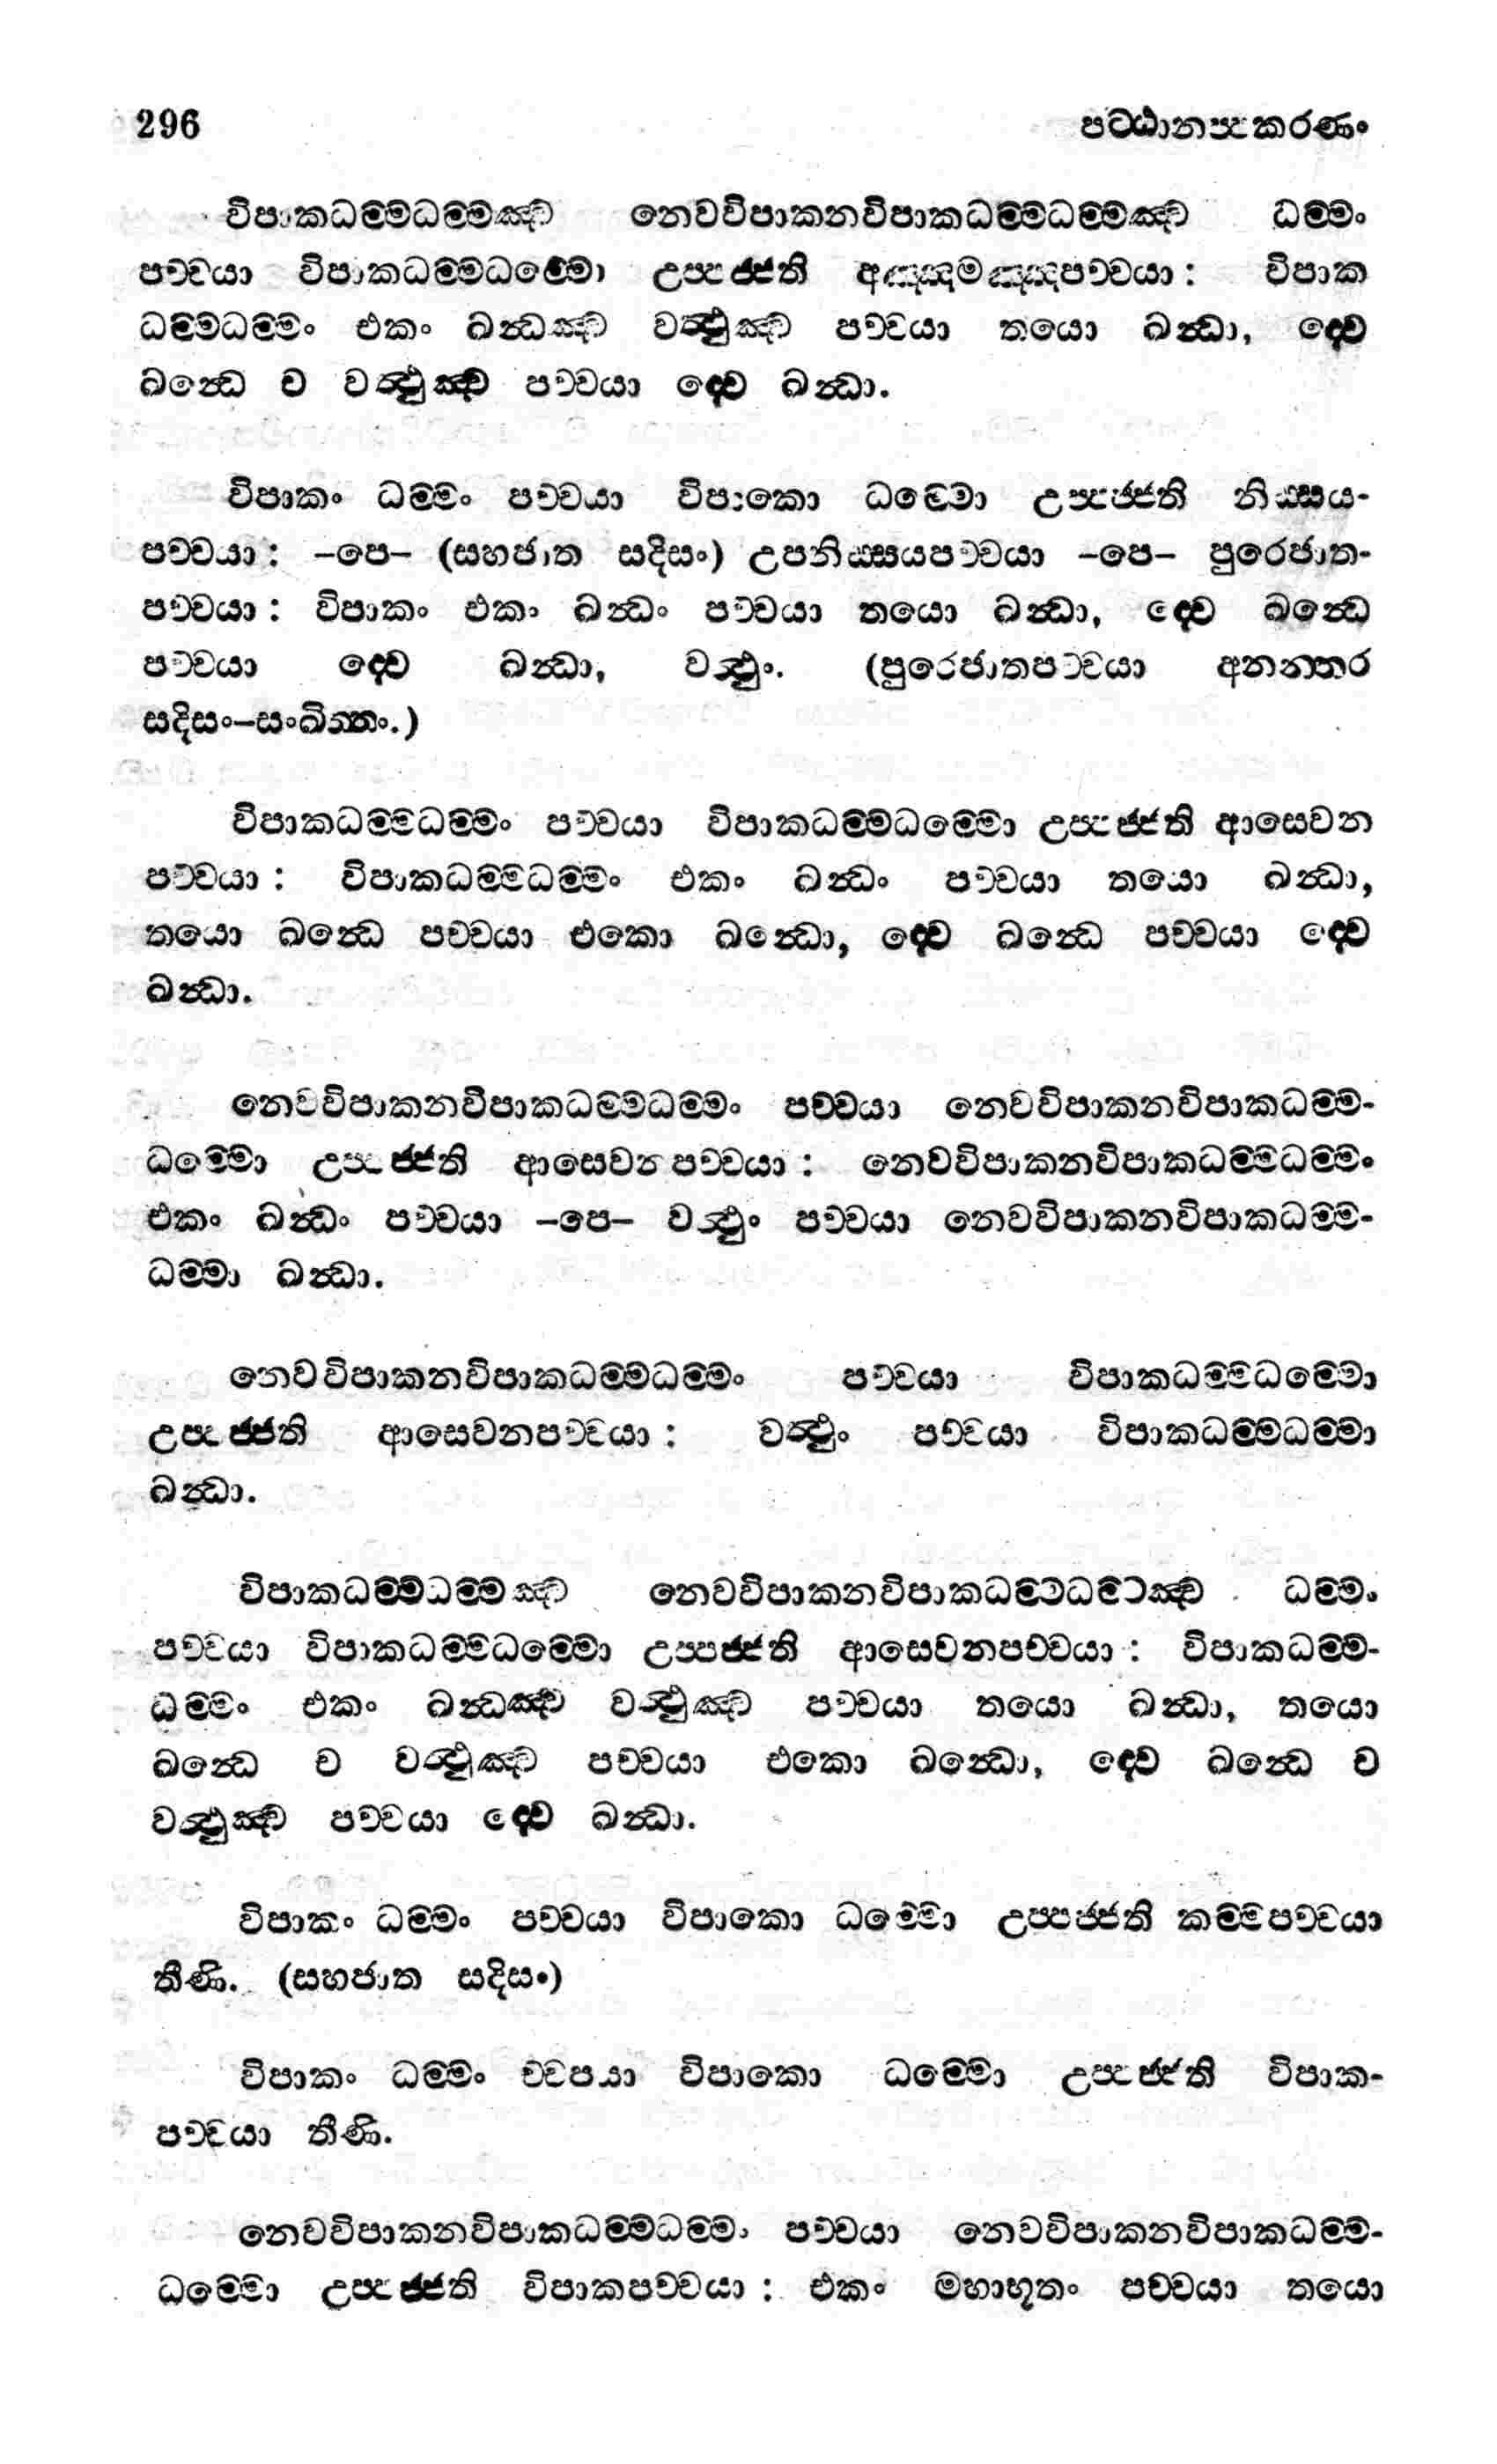 296 පට්ඨානප්පකරණං
විපාකධම්මධම්මඤ්ච නෙවවිපාකනවිපාකධම්මධම්මඤ්ච ධම්මං
පච්චයා විපාකධම්මධම්මො උප්පජ්ජති අඤ්ඤමඤ්ඤපච්චයා: විපාක
ධම්මධම්මං එකං ඛන්ධඤ්ච වත්ථුඤ්ච පච්චයා තයො ඛන්ධා, ද්වෙ
ඛන්ධෙ ච වත්ථුඤ්ච පච්චයා ද්වෙ ඛන්ධා.
විපාකං ධම්මං පච්චයා විපාකො ධම්මො උප්පජ්ජති නිස්සය-
පච්චයා: –පෙ– (සහජාත සදිසං) උපනිස්සයපච්චයා –පෙ– පුරෙජාත-
පච්චයා: විපාකං එකං ඛන්ධං පච්චයා තයො ඛන්ධා, ද්වෙ ඛන්ධෙ
පච්චයා ද්වෙ ඛන්ධා, වත්ථුං. (පුරෙජාතපච්චයා අනන්තර
සදිසං–සංඛිත්තං.)
විපාකධම්මධම්මං පච්චයා විපාකධම්මධම්මො උප්පජ්ජති ආසෙවන
පච්චයා: විපාකධම්මධම්මං එකං ඛන්ධං පච්චයා තයො ඛන්ධා,
තයො ඛන්ධෙ පච්චයා එකො ඛන්ධො, ද්වෙ ඛන්ධෙ පච්චයා ද්වෙ
ඛන්ධා.
නෙවවිපාකනවිපාකධම්මධම්මං පච්චයා නෙවවිපාකනවිපාකධම්ම-
ධම්මො උප්පජ්ජති ආසෙවනපච්චයා: නෙවවිපාකනවිපාකධම්මධම්මං
එකං ඛන්ධං පච්චයා –පෙ– වත්ථුං පච්චයා නෙවවිපාකනවිපාකධම්ම-
ධම්මා ඛන්ධා.
නෙවවිපාකනවිපාකධම්මධම්මං පච්චයා විපාකධම්මධම්මො
උප්පජ්ජති ආසෙවනපච්චයා: වත්ථුං පච්චයා විපාකධම්මධම්මා
ඛන්ධා.
විපාකධම්මධම්මඤ්ච නෙවවිපාකනවිපාකධම්මධම්මඤ්ච ධම්මං
පච්චයා විපාකධම්මධම්මො උප්පජ්ජති ආසෙවනපච්චයා: විපාකධම්ම-
ධම්මං එකං ඛන්ධඤ්ච වත්ථුඤ්ච පච්චයා තයො ඛන්ධා, තයො
ඛන්ධෙ ච වත්ථුඤ්ච පච්චයා එකො ඛන්ධො, ද්වෙ ඛන්ධෙ ච
වත්ථුඤ්ච පච්චයා ද්වෙ ඛන්ධා.
විපාකං ධම්මං පච්චයා විපාකො ධම්මො උප්පජ්ජති කම්මපච්චයා
තීණි. (සහජාත සදිසං)
විපාකං ධම්මං ච්චපයා විපාකො ධම්මො උප්පජ්ජති විපාක-
පච්චයා තීණි.
නෙවවිපාකනවිපාකධම්මධම්මං පච්චයා නෙවවිපාකනවිපාකධම්ම-
ධම්මො උප්පජ්ජති විපාකපච්චයා: එකං මහාභූතං පච්චයා තයො